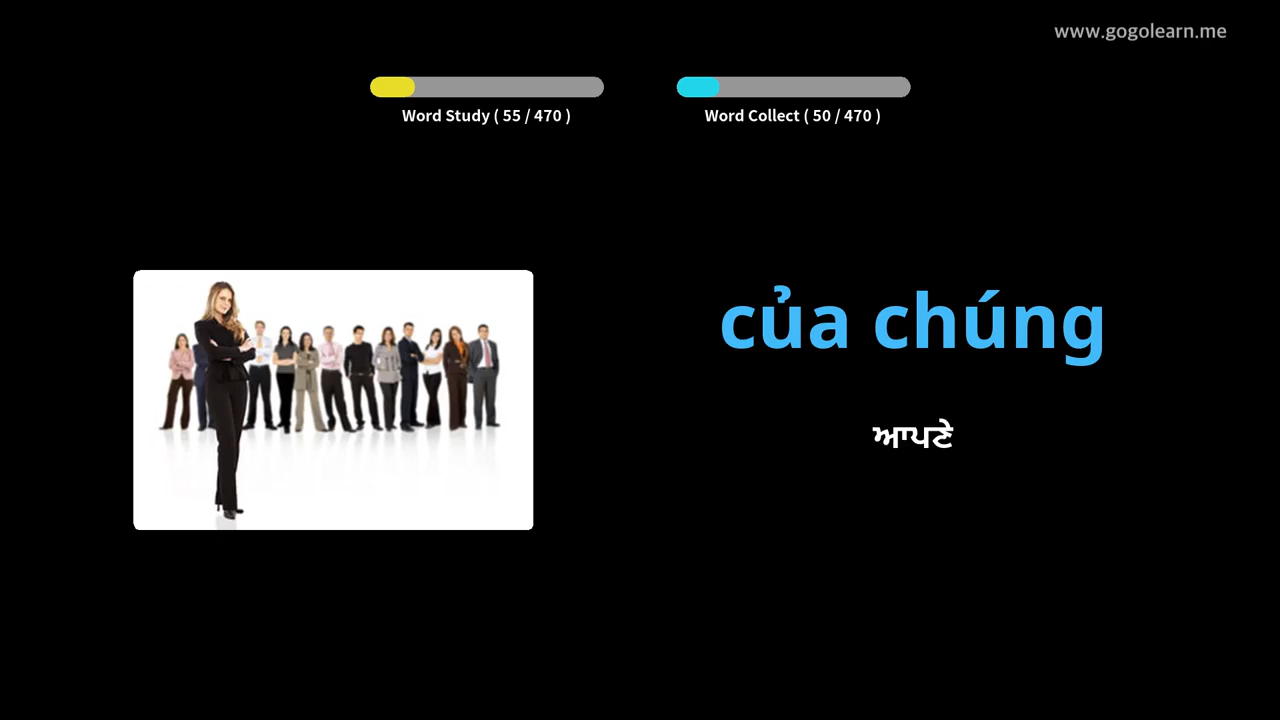 www.gogolearn.me
Word Study ( 55 / 470 )
Word Collect ( 50 / 470 )
của chúng
ਆਪਣੇ